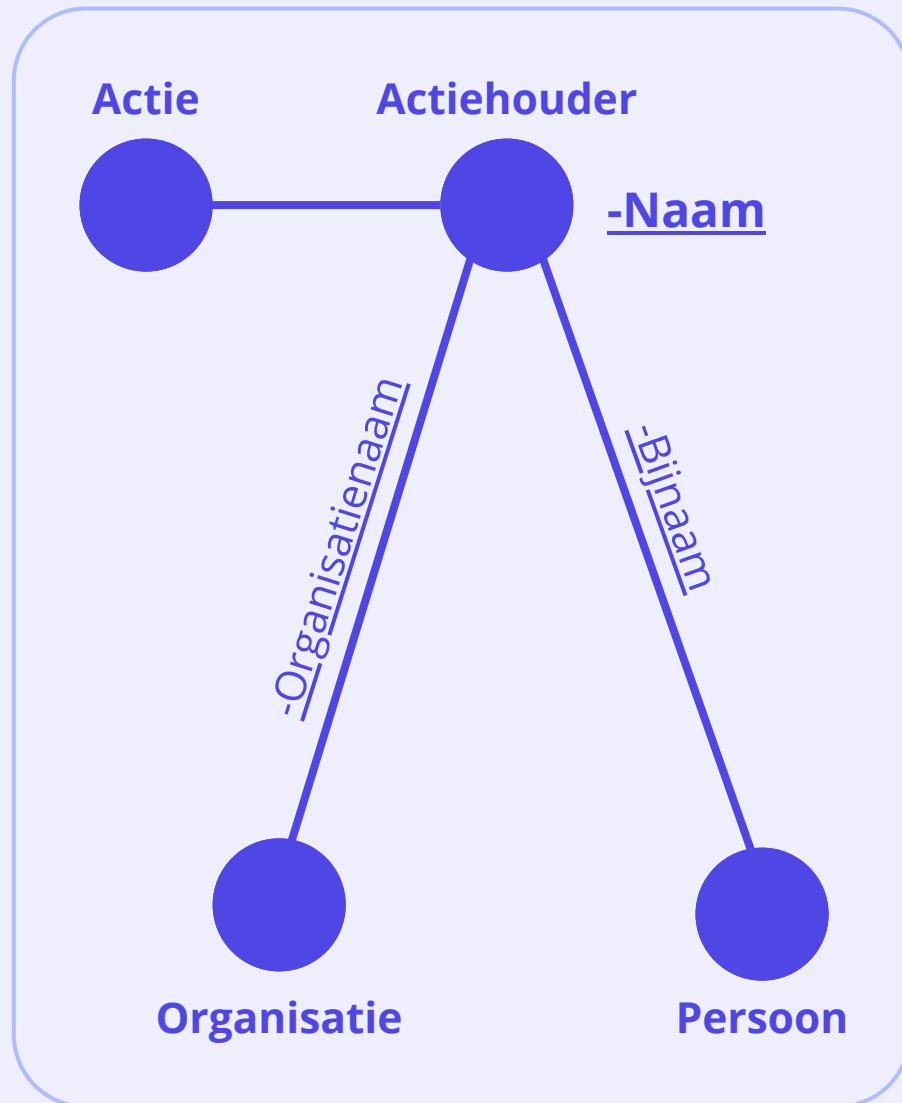 Actie
Actiehouder
-Naam
-Organisatienaam
-Bijnaam
Organisatie
Persoon